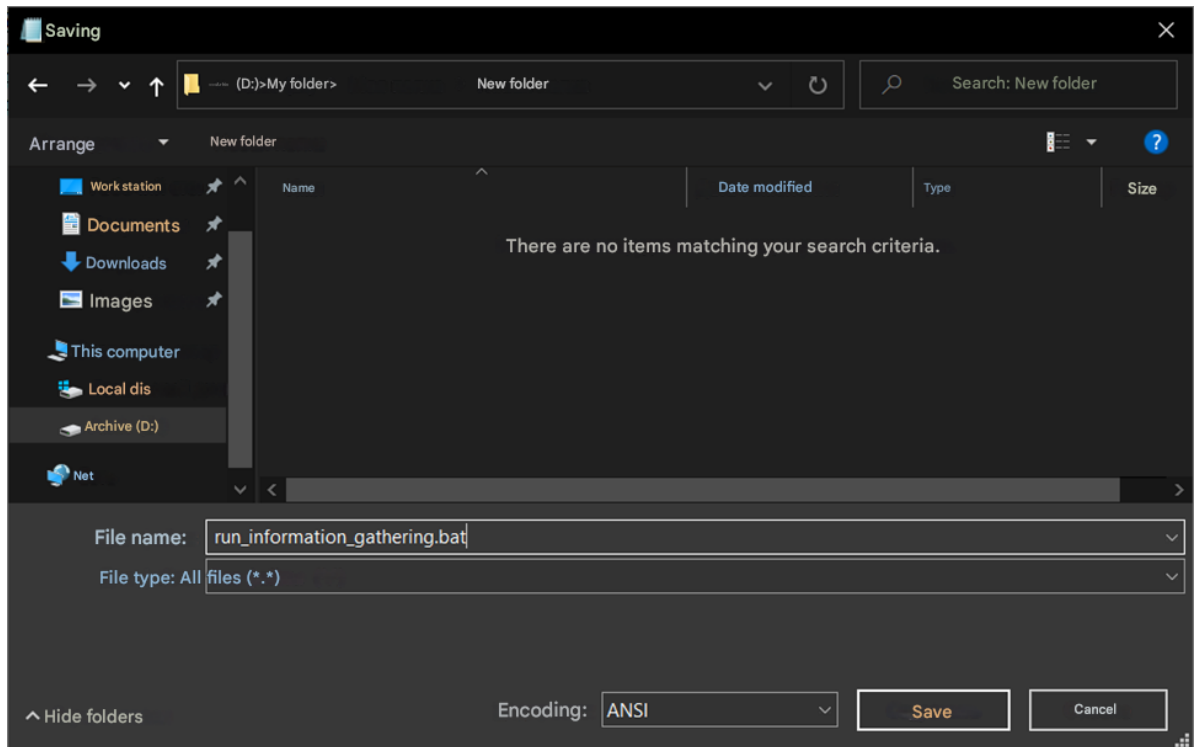 Saving
(D:)>My folder> New folder
Search: New folder
Arrange New folder
Work station
Documents
Downloads
Images
This computer
Local dis
Archive (D:)
Net
Name Date modified Type Size
There are no items matching your search criteria.
File name: run_information_gathering.bat
File type: All files (*.*)
Hide folders
Encoding: ANSI
Save
Cancel